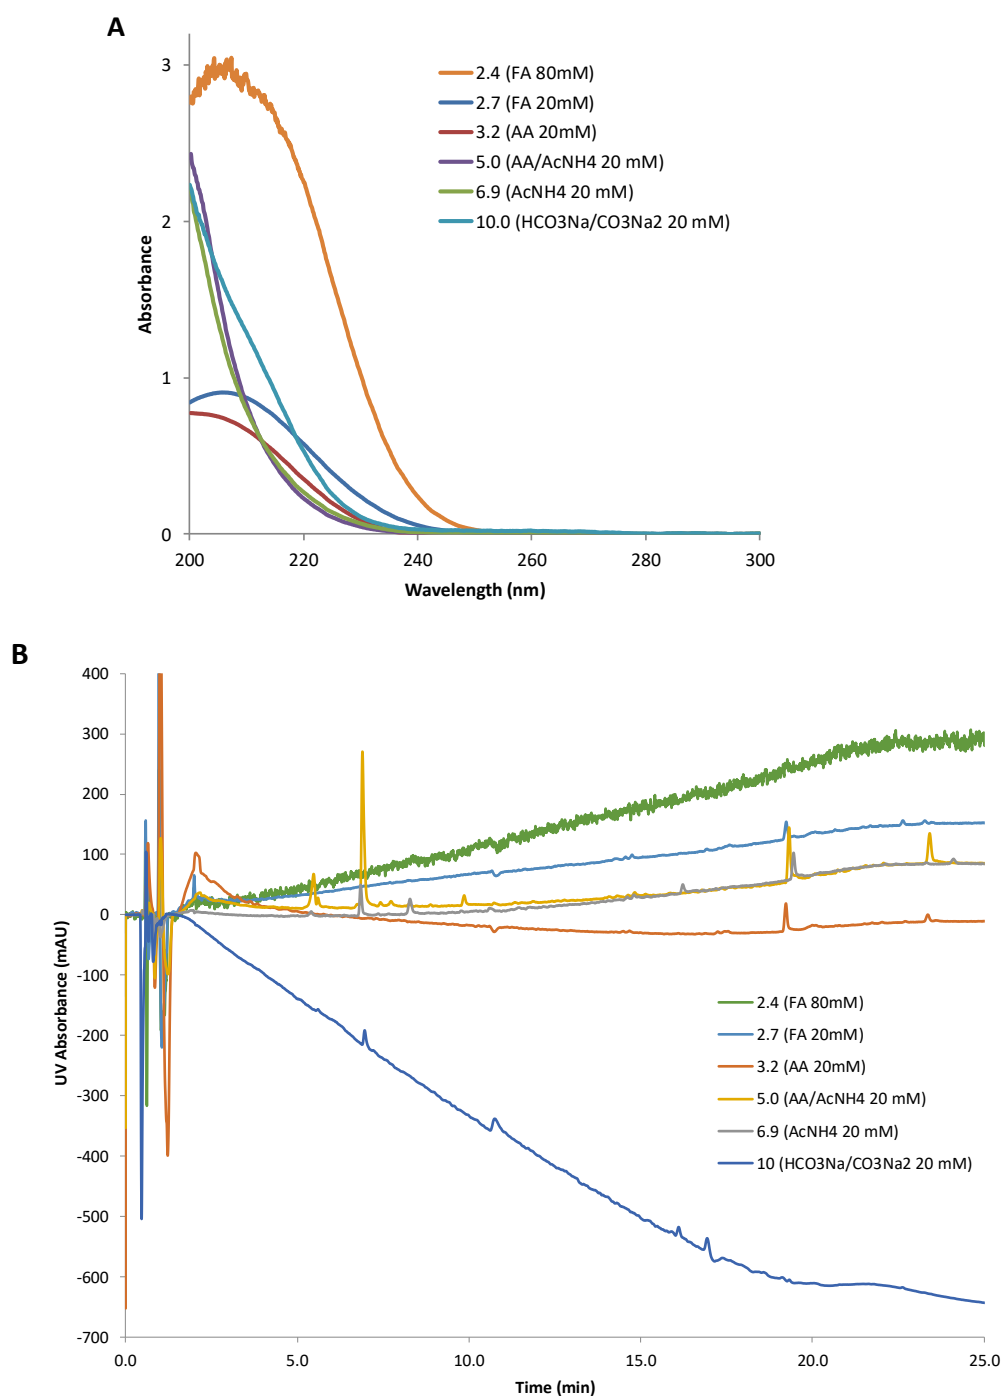 A
3
2
1
0
200
220
240
260
280
300
Absorbance
Wavelength (nm)
2.4 (FA 80mM)
2.7 (FA 20mM)
3.2 (AA 20mM)
5.0 (AA/AcNH4 20 mM)
6.9 (AcNH4 20 mM)
10.0 (HCO3Na/CO3Na2 20 mM)
B
400
300
200
100
0
-100
-200
-300
-400
-500
-600
-700
0.0
5.0
10.0
15.0
20.0
25.0
UV Absorbance (mAU)
Time (min)
2.4 (FA 80mM)
2.7 (FA 20mM)
3.2 (AA 20mM)
5.0 (AA/AcNH4 20 mM)
6.9 (AcNH4 20 mM)
10 (HCO3Na/CO3Na2 20 mM)